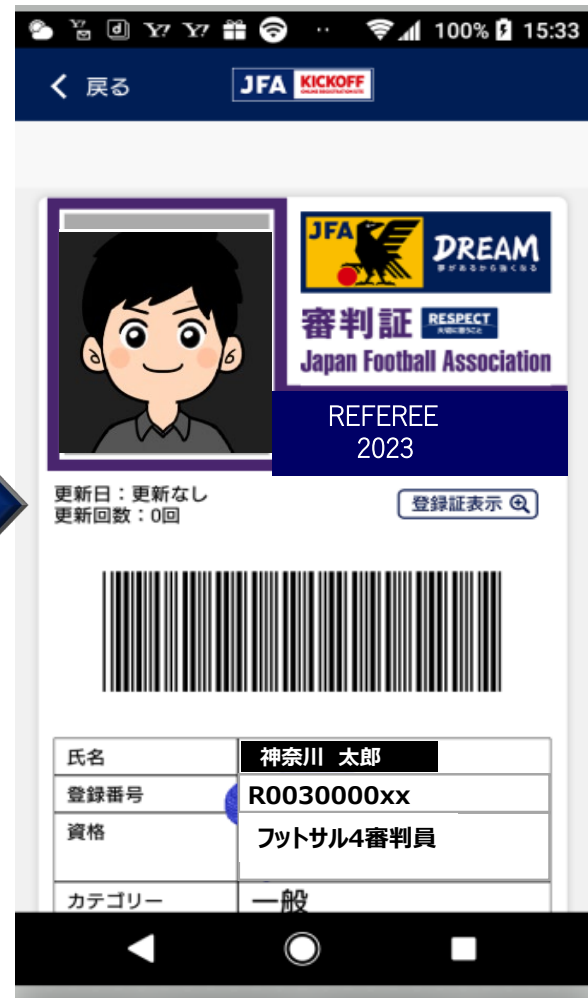 100% 15:33
戻る
JFA KICKOFF
ONLINE REGISTRATION SITE
JFA
DREAM
夢があるから強くなる
審判証 RESPECT
大切に思うこと
Japan Football Association
REFEREE
2023
更新日：更新なし
更新回数：0回
登録証表示
氏名 神奈川 太郎
登録番号 R0030000xx
資格 フットサル4審判員
カテゴリー 一般